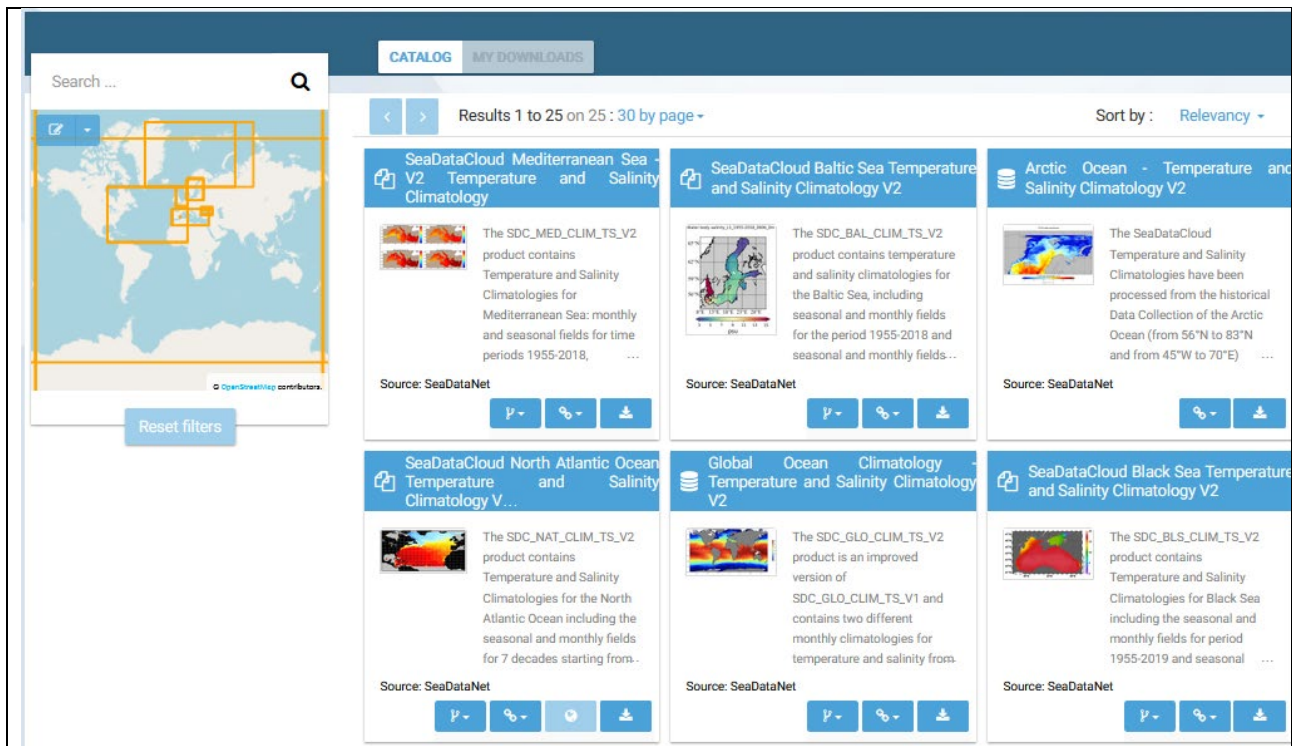 CATALOG
MY DOWNLOADS
Search ...
Results 1 to 25 on 25 : 30 by page
Sort by :
Relevancy
© OpenStreetMap contributors.
Reset filters
SeaDataCloud Mediterranean Sea -
V2 Temperature and Salinity
Climatology
The SDC_MED_CLIM_TS_V2
product contains
Temperature and Salinity
Climatologies for
Mediterranean Sea: monthly
and seasonal fields for time
periods 1955-2018, ...
Source: SeaDataNet
SeaDataCloud Baltic Sea Temperature
and Salinity Climatology V2
The SDC_BAL_CLIM_TS_V2
product contains temperature
and salinity climatologies for
the Baltic Sea, including
seasonal and monthly fields
for the period 1955-2018 and
seasonal and monthly fields...
Source: SeaDataNet
Arctic Ocean - Temperature and
Salinity Climatology V2
The SeaDataCloud
Temperature and Salinity
Climatologies have been
processed from the historical
Data Collection of the Arctic
Ocean (from 56°N to 83°N
and from 45°W to 70°E) ...
Source: SeaDataNet
SeaDataCloud North Atlantic Ocean
Temperature and Salinity
Climatology V...
The SDC_NAT_CLIM_TS_V2
product contains
Temperature and Salinity
Climatologies for the North
Atlantic Ocean including the
seasonal and monthly fields
for 7 decades starting from...
Source: SeaDataNet
Global Ocean Climatology -
Temperature and Salinity Climatology
V2
The SDC_GLO_CLIM_TS_V2
product is an improved
version of
SDC_GLO_CLIM_TS_V1 and
contains two different
monthly climatologies for
temperature and salinity from
Source: SeaDataNet
SeaDataCloud Black Sea Temperature
and Salinity Climatology V2
The SDC_BLS_CLIM_TS_V2
product contains
Temperature and Salinity
Climatologies for Black Sea
including the seasonal and
monthly fields for period
1955-2019 and seasonal ...
Source: SeaDataNet